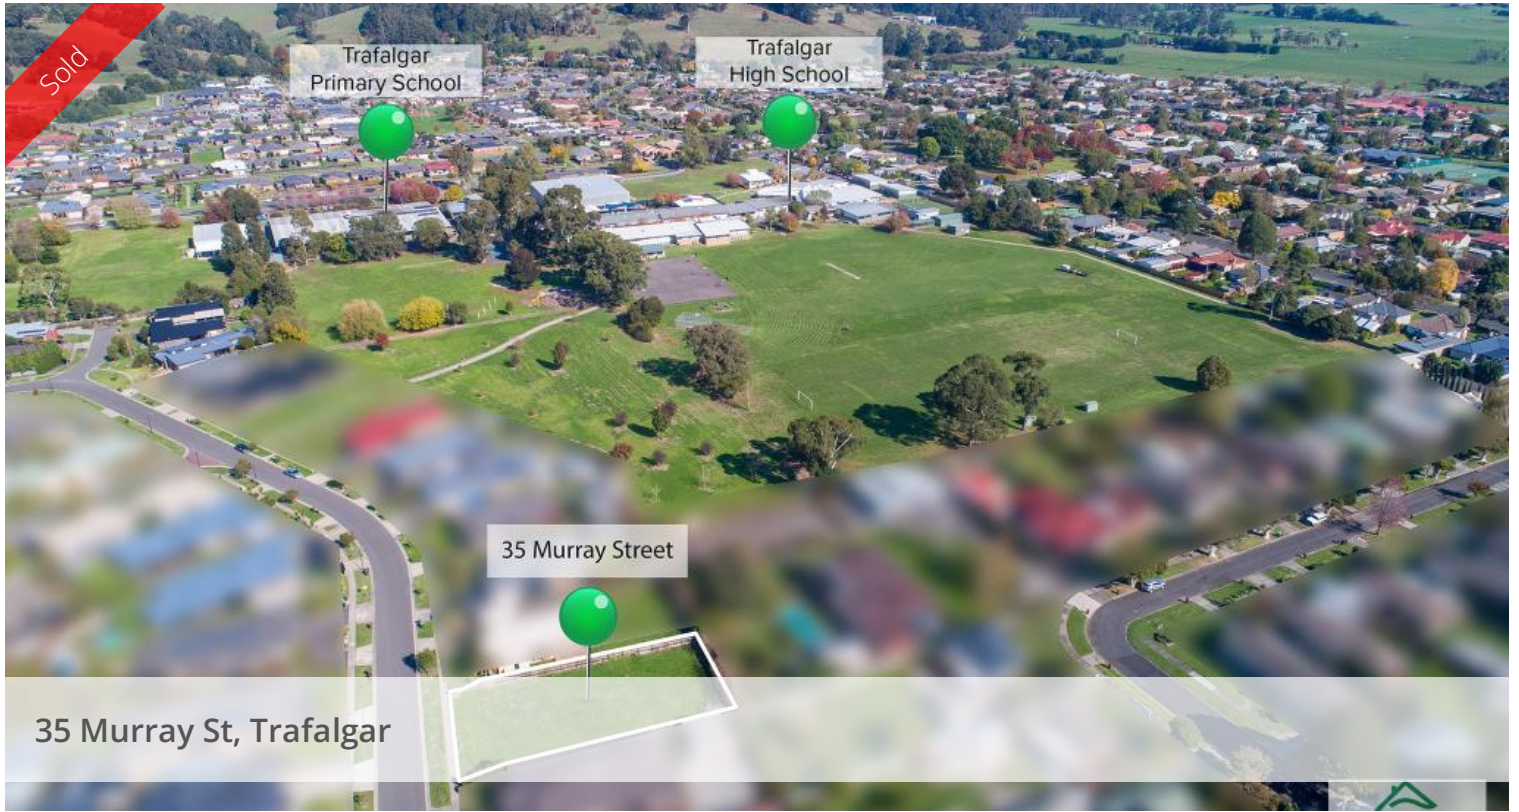 Sold
Trafalgar
Primary School
Trafalgar
High School
35 Murray Street
35 Murray St, Trafalgar